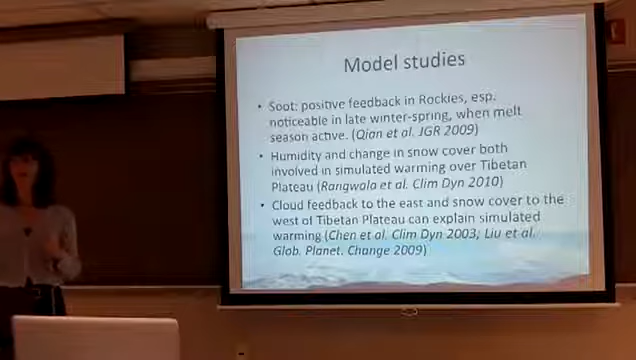 Model studies
• Soot: positive feedback in Rockies, esp.
noticeable in late winter-spring, when melt
season active. (Qian et al. JGR 2009)
• Humidity and change in snow cover both
involved in simulated warming over Tibetan
Plateau (Rangwala et al. Clim Dyn 2010)
• Cloud feedback to the east and snow cover to the
west of Tibetan Plateau can explain simulated
warming (Chen et al. Clim Dyn 2003; Liu et al.
Glob. Planet. Change 2009)